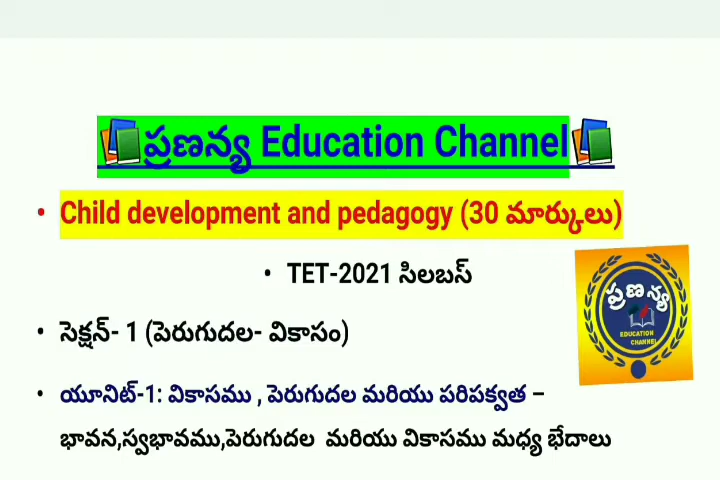 ప్రణన్య Education Channel
• Child development and pedagogy (30 మార్కులు)
• TET-2021 సిలబస్
• సెక్షన్- 1 (పెరుగుదల- వికాసం)
ప్రణన్య
EDUCATION
CHANNEL
• యూనిట్-1: వికాసము , పెరుగుదల మరియు పరిపక్వత –
భావన,స్వభావము,పెరుగుదల మరియు వికాసము మధ్య భేదాలు